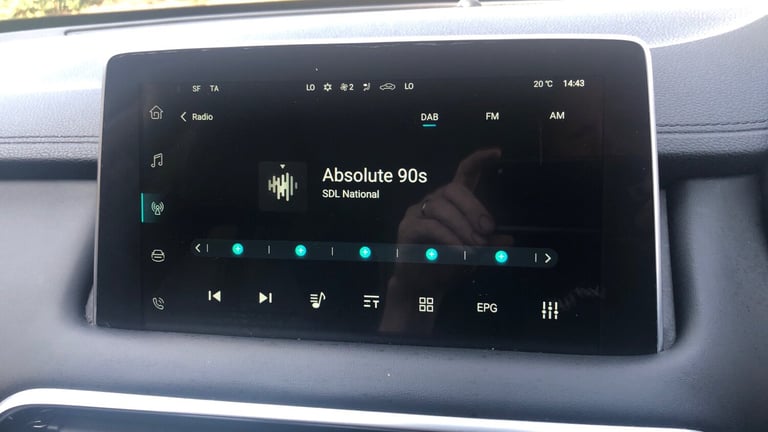 SF TA LO 2 LO 20°C 14:43
Radio DAB FM AM
Absolute 90s
SDL National
EPG